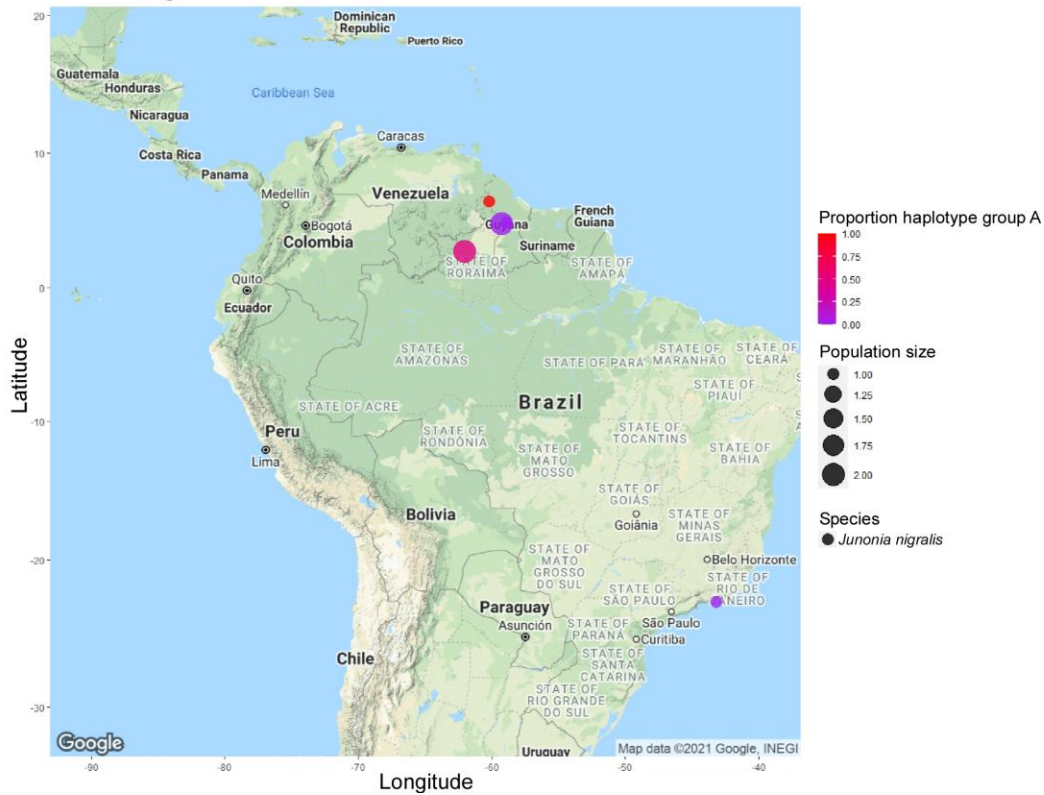 Dominican
Republic
Puerto Rico
Guatemala
Honduras
Caribbean Sea
Nicaragua
Costa Rica
Panama
Caracas
Medellín
Venezuela
Bogotá
Colombia
Guyana
French
Guiana
Suriname
STATE OF
RORAIMA
STATE OF
AMAPÁ
Quito
Ecuador
STATE OF
AMAZONAS
STATE OF PARÁ
STATE OF
MARANHÃO
STATE OF
CEARÁ
STATE OF
PIAUÍ
STATE OF ACRE
Brazil
Peru
Lima
STATE OF
RONDÔNIA
STATE OF
TOCANTINS
STATE OF
MATO
GROSSO
STATE OF
BAHIA
Bolivia
STATE OF
GOIÁS
Goiânia
STATE OF
MINAS
GERAIS
STATE OF
MATO
GROSSO
DO SUL
Belo Horizonte
STATE OF
RIO DE
JANEIRO
STATE OF
SÃO PAULO
São Paulo
Paraguay
Asunción
STATE OF
PARANÁ
Curitiba
STATE OF
SANTA
CATARINA
Chile
STATE OF
RIO GRANDE
DO SUL
Uruguay
Google
Map data ©2021 Google, INEGI
20
10
0
-10
-20
-30
Latitude
-90
-80
-70
-60
-50
-40
Longitude
Proportion haplotype group A
1.00
0.75
0.50
0.25
0.00
Population size
1.00
1.25
1.50
1.75
2.00
Species
Junonia nigralis